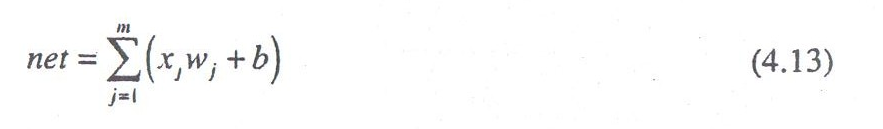 net = \sum_{j=1}^{m} (x_j w_j + b) (4.13)